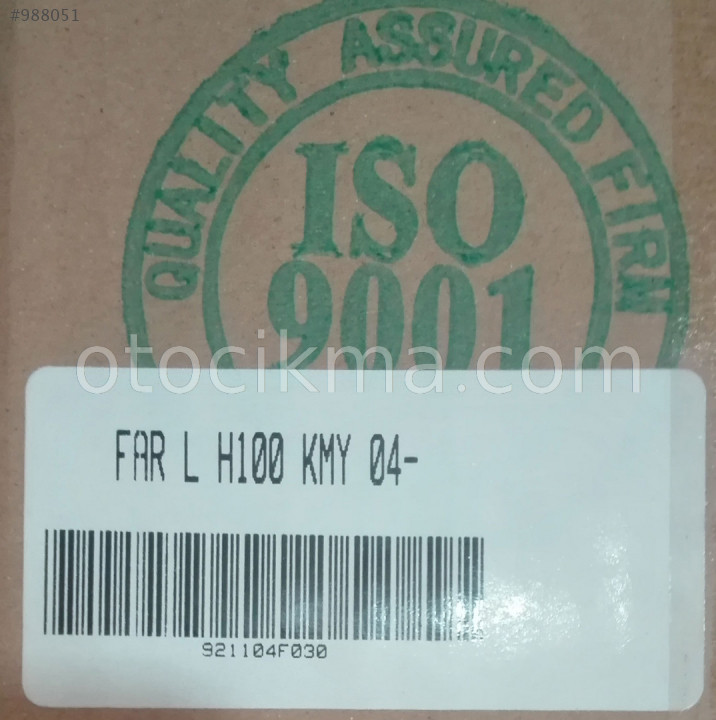 #988051
QUALITY ASSURED FIRM
ISO
9001
otocikma.com
FAR L H100 KMY 04-
921104F030